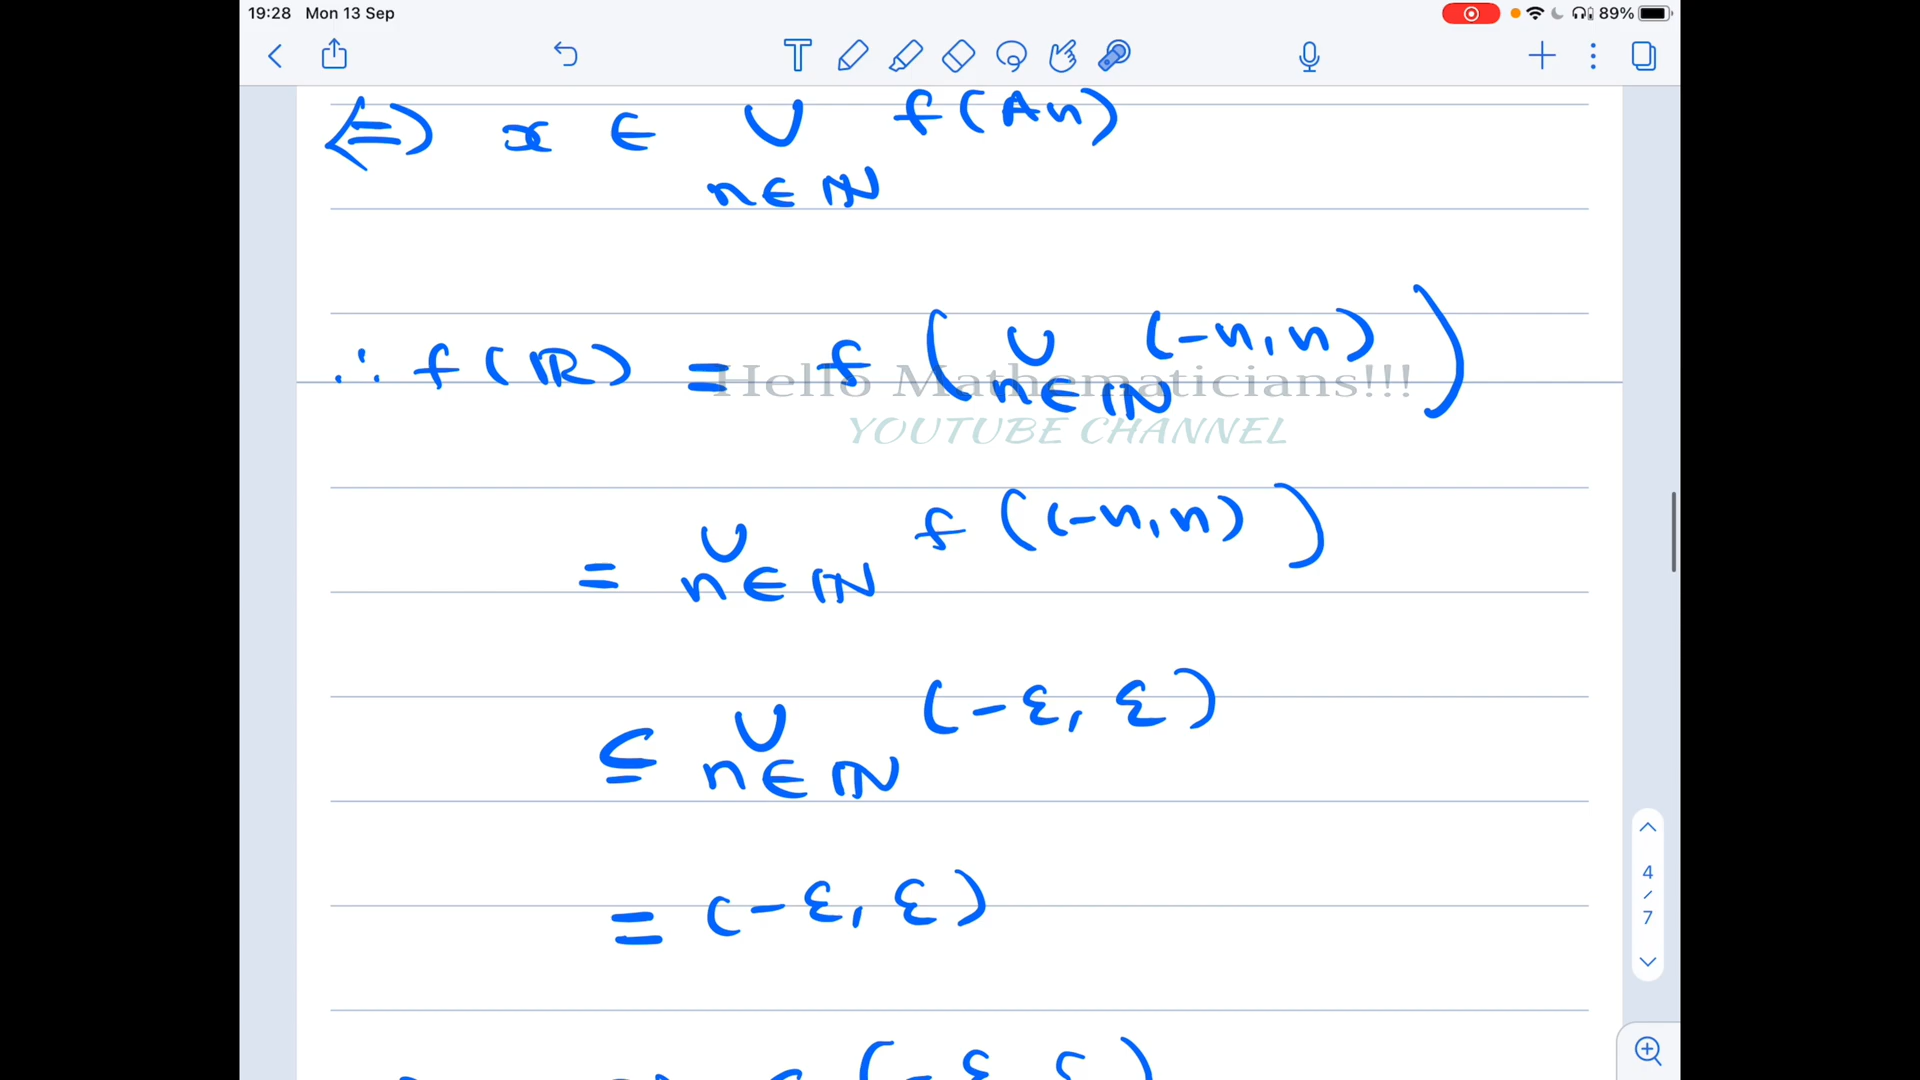 19:28 Mon 13 Sep 89%
⇔ x ∈ ∪ f(An)
n∈ℕ
∴ f(ℝ) = f(∪ (-n,n))
n∈ℕ
Hello Mathematicians!!!
YOUTUBE CHANNEL
= ∪ f((-n,n))
n∈ℕ
⊆ ∪ (-ε, ε)
n∈ℕ
= (-ε, ε)
4
/
7